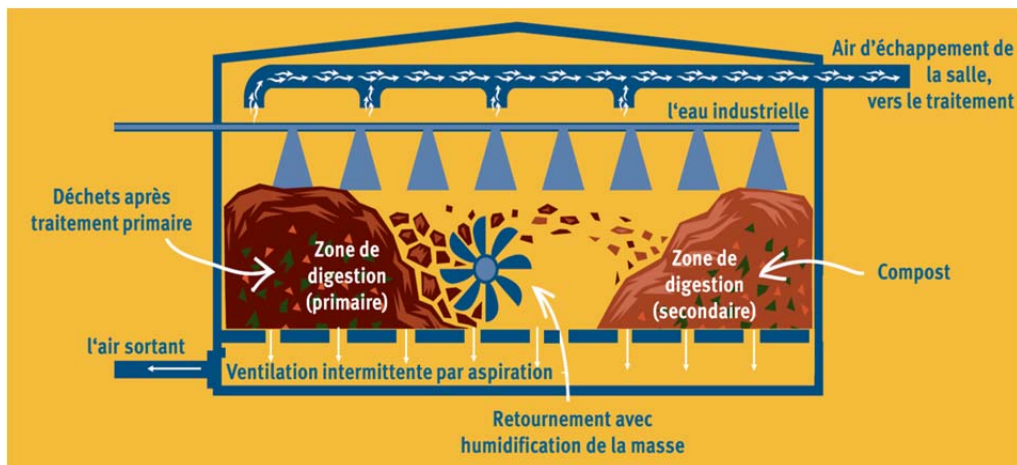 Air d'échappement de
la salle,
vers le traitement
l'eau industrielle
Déchets après
traitement primaire
Zone de
digestion
(primaire)
Zone de
digestion
(secondaire)
Compost
l'air sortant
Ventilation intermittente par aspiration
Retournement avec
humidification de la masse